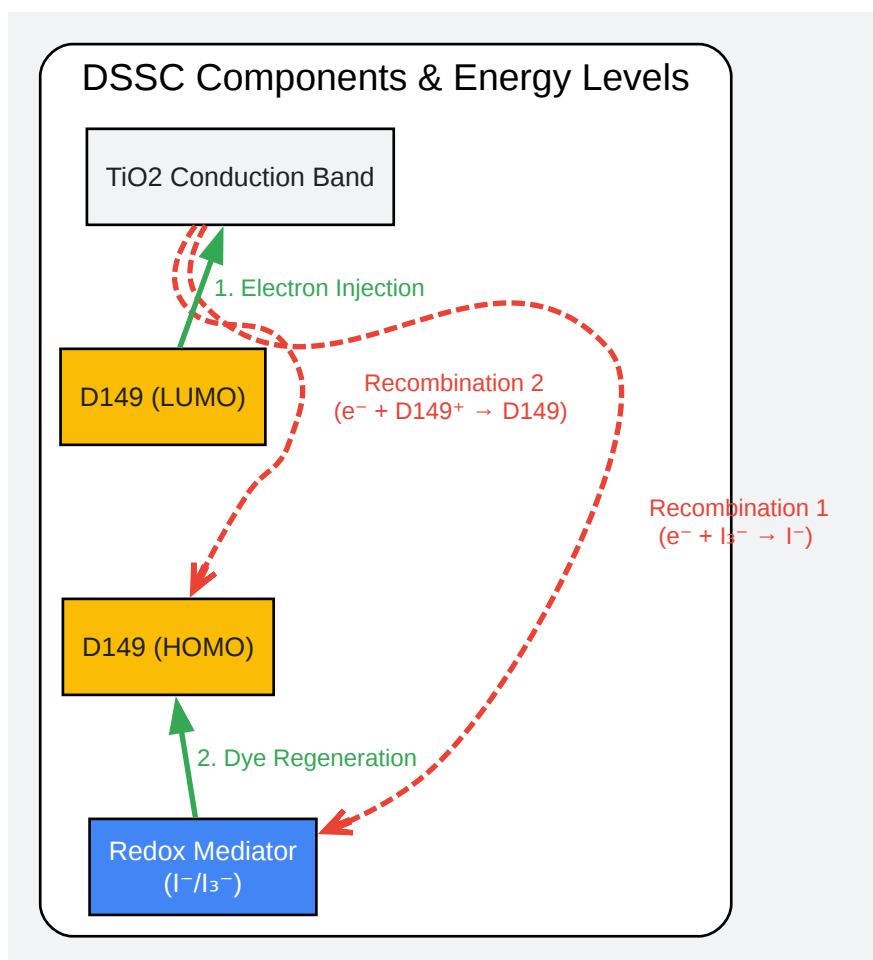 DSSC Components & Energy Levels
TiO2 Conduction Band
1. Electron Injection
D149 (LUMO)
Recombination 2
(e⁻ + D149⁺ → D149)
Recombination 1
(e⁻ + I₃⁻ → I⁻)
D149 (HOMO)
2. Dye Regeneration
Redox Mediator
(I⁻/I₃⁻)